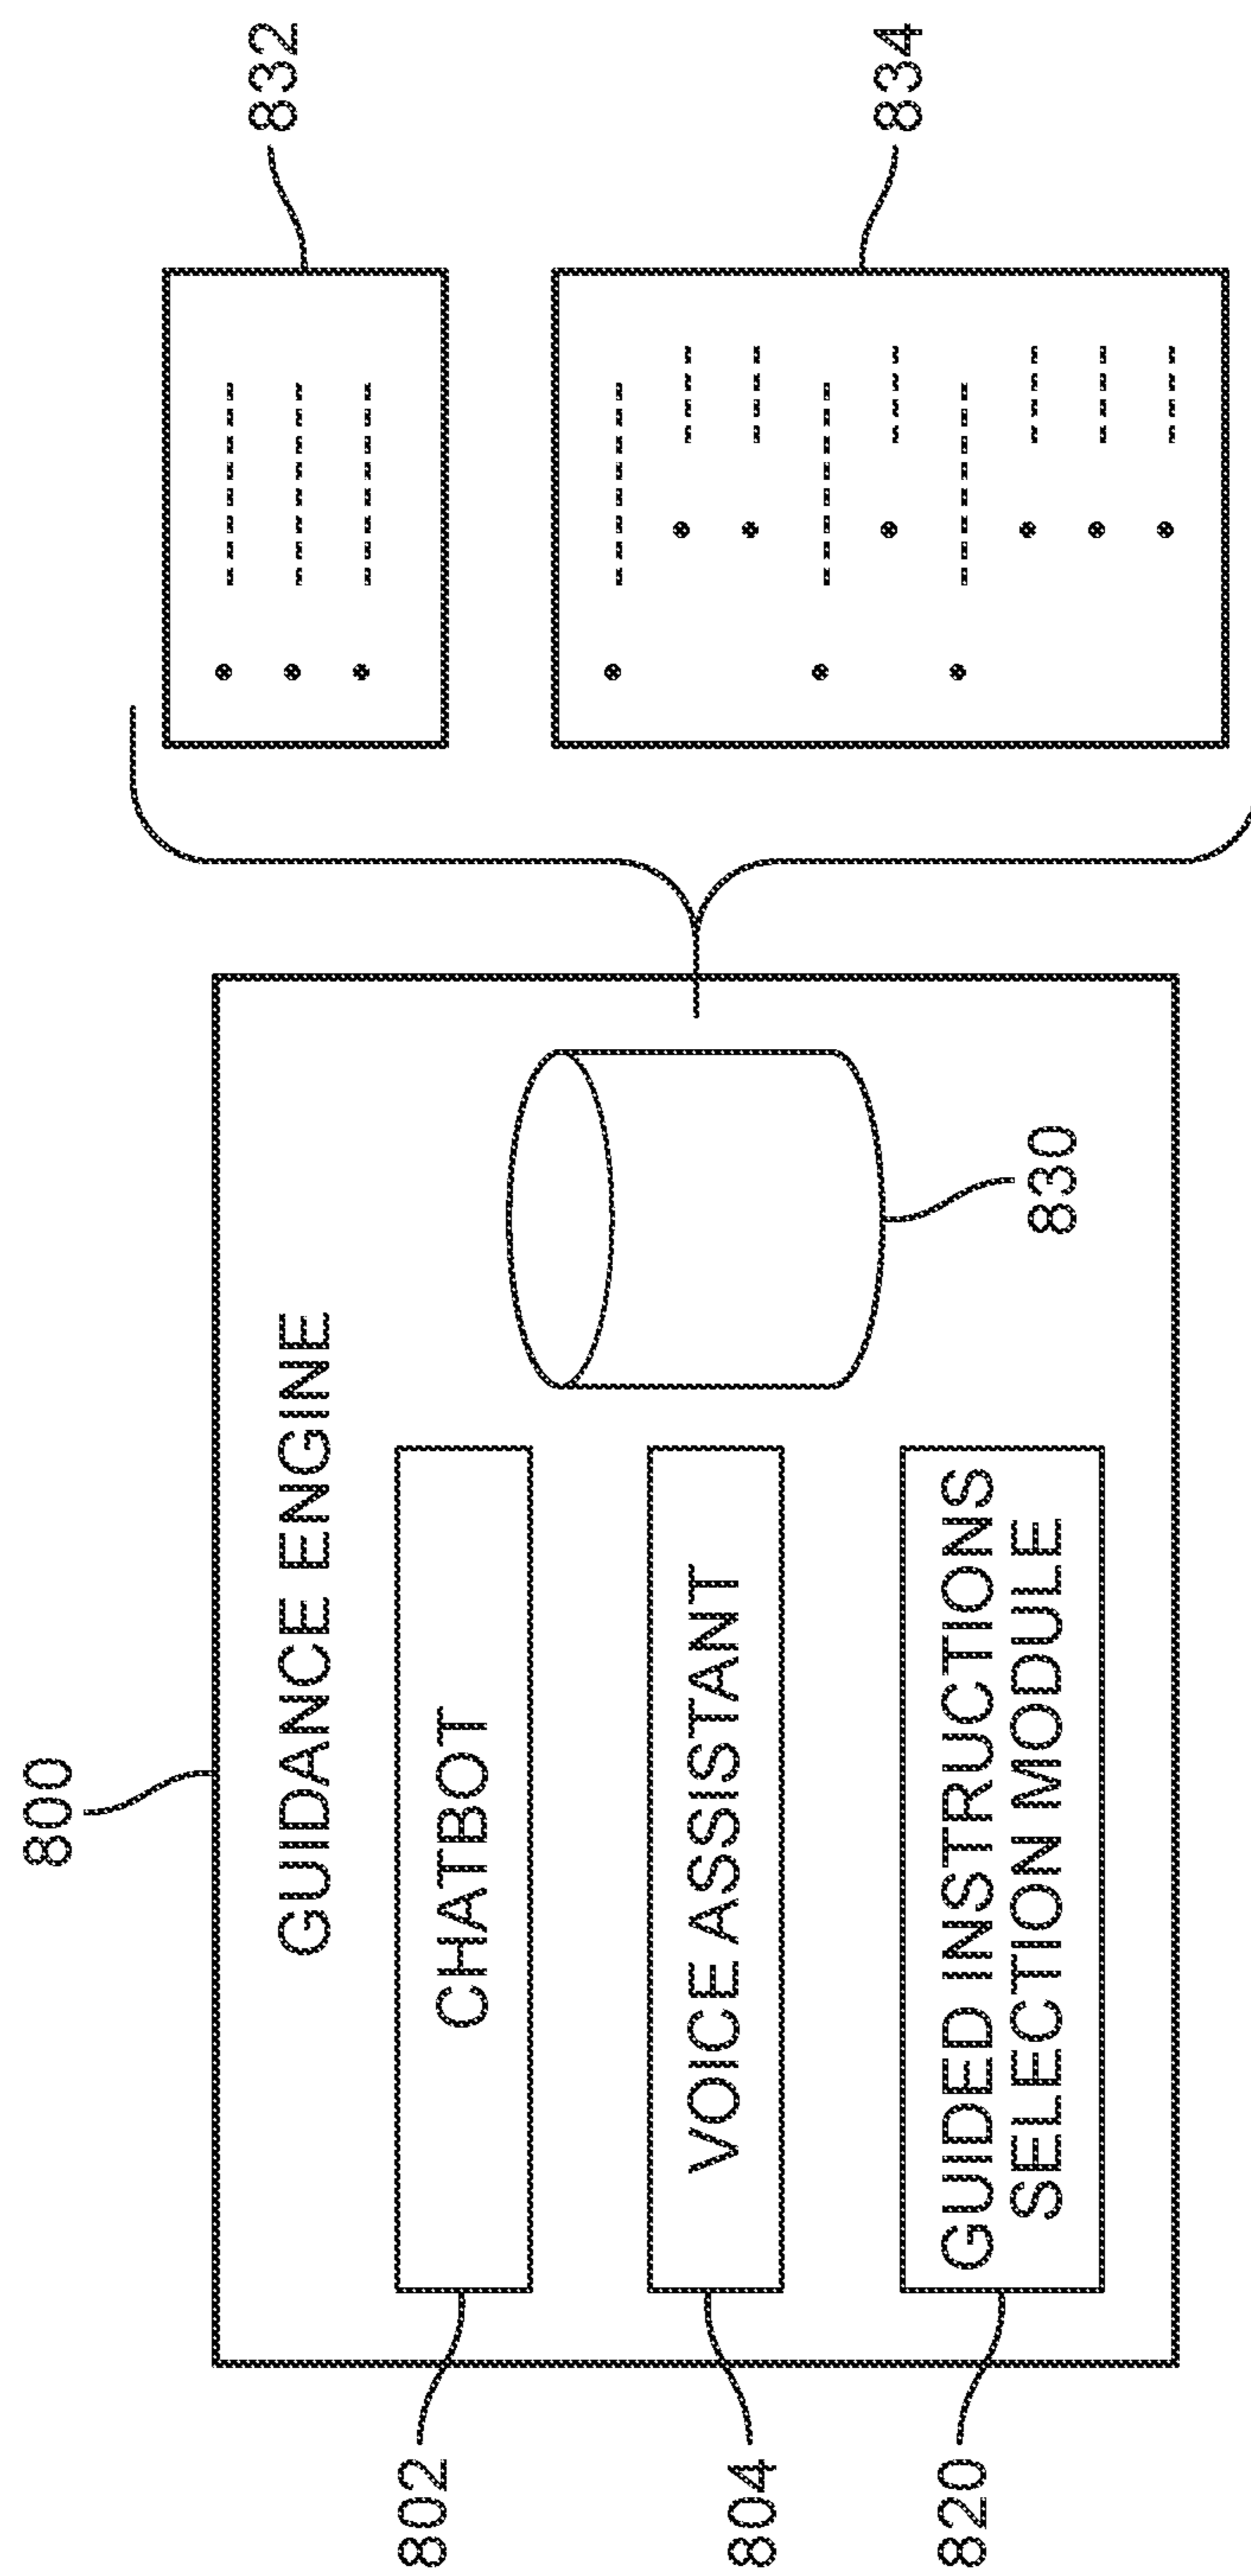 800
GUIDANCE ENGINE
802
CHATBOT
804
VOICE ASSISTANT
820
GUIDED INSTRUCTIONS
SELECTION MODULE
830
832
834